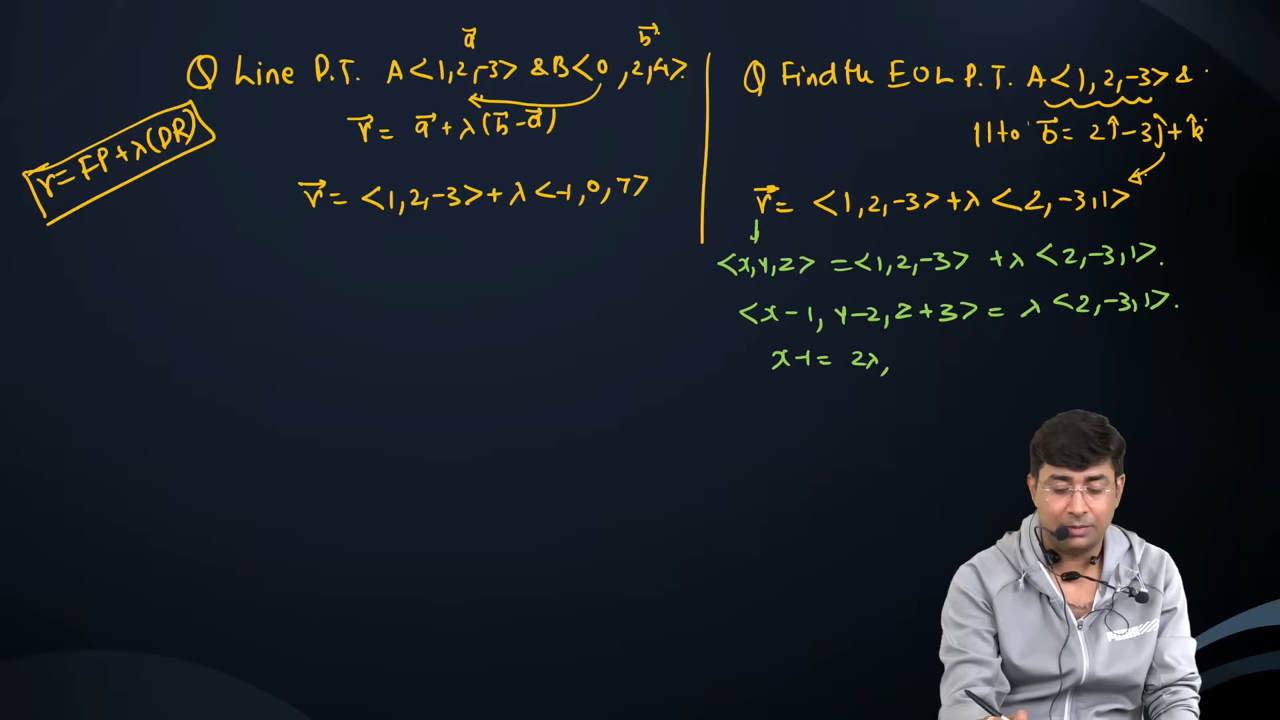 Q Line P.T. A<1,2,-3> & B<0,2,4>.
a⃗ b⃗
r⃗ = a⃗ + λ(b⃗ - a⃗)
r = FP + λ(DR)
r⃗ = <1,2,-3> + λ<-1,0,7>
Q Find the EOL P.T. A<1,2,-3> &
11 to b⃗ = 2î - 3ĵ + k̂
r⃗ = <1,2,-3> + λ<2,-3,1>
<x,y,z> = <1,2,-3> + λ<2,-3,1>.
<x-1, y-2, z+3> = λ<2,-3,1>.
x-1 = 2λ,